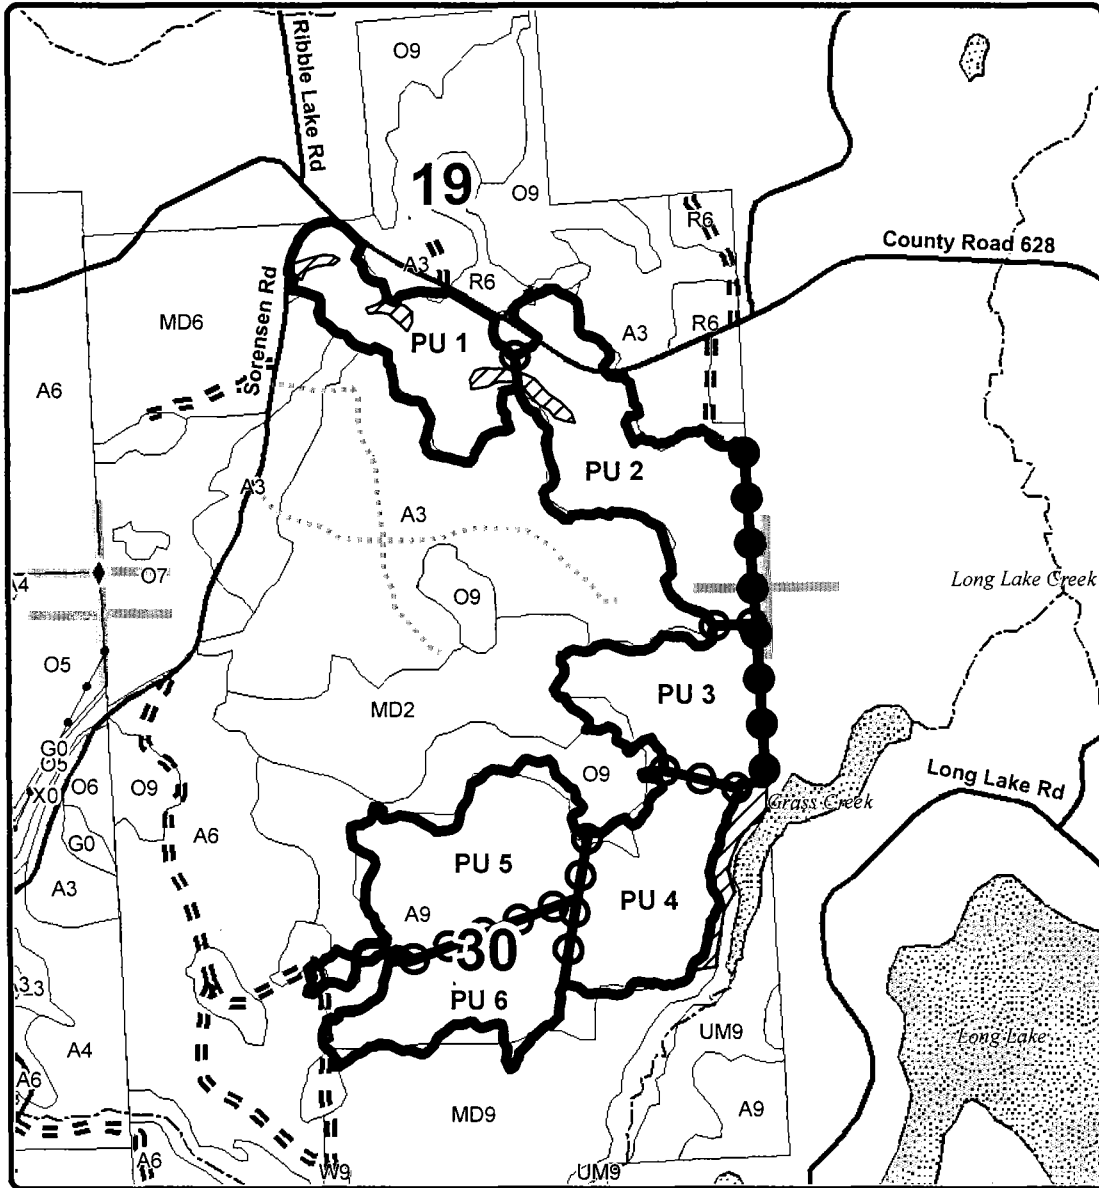 Ribble Lake Rd
O9
19
O9
R6
County Road 628
A3
R6
Sorensen Rd
MD6
PU 1
A3
R6
A6
PU 2
A3
A3
O9
O7
Long Lake Creek
O5
MD2
PU 3
G0
O5
X0
O6
O9
O9
Long Lake Rd
Grass Creek
G0
A6
PU 5
A3
A9
PU 4
30
PU 6
A4
UM9
Long Lake
A6
MD9
A9
A6
W9
UM9